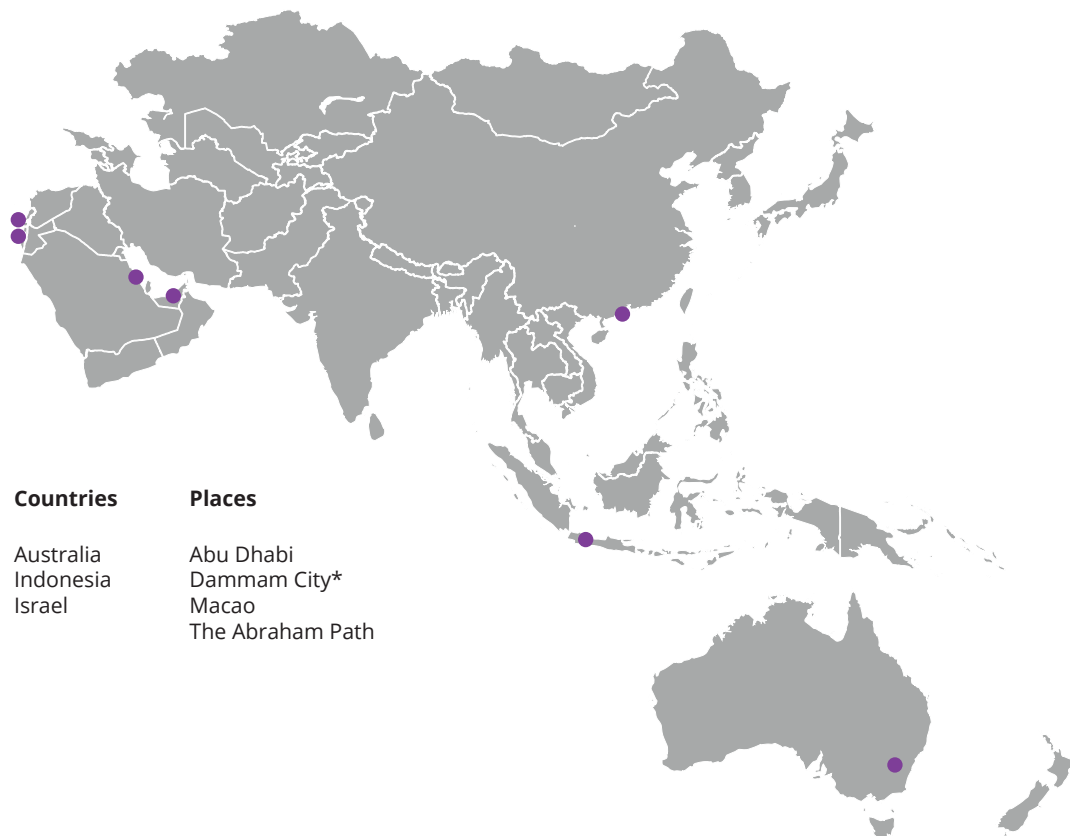 Countries
Australia
Indonesia
Israel
Places
Abu Dhabi
Dammam City*
Macao
The Abraham Path